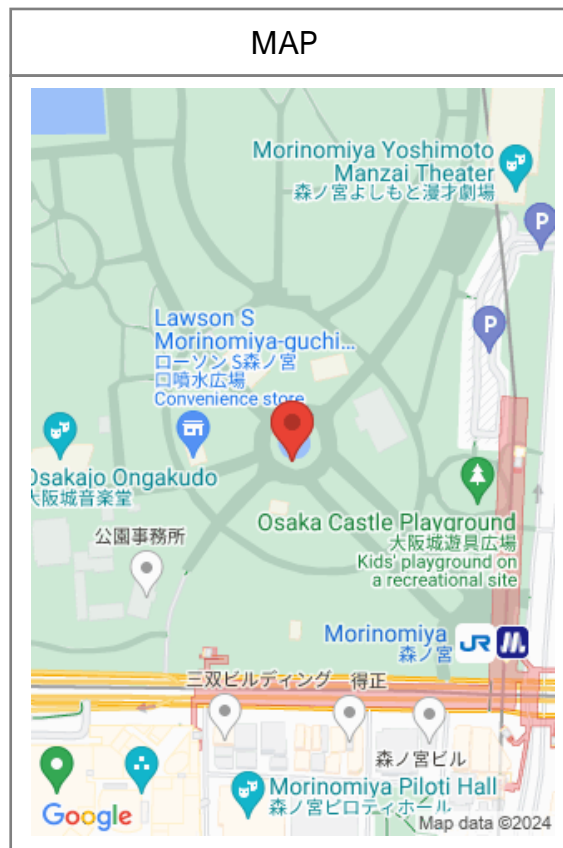 MAP
Morinomiya Yoshimoto
Manzai Theater
森ノ宮よしもと漫才劇場
P
P
Lawson S
Morinomiya-guchi…
ローソン S森ノ宮
口噴水広場
Convenience store
Osakajo Ongakudo
大阪城音楽堂
Osaka Castle Playground
大阪城遊具広場
Kids' playground on
a recreational site
公園事務所
Morinomiya
森ノ宮
JR
三双ビルディング
得正
森ノ宮ビル
Morinomiya Piloti Hall
森ノ宮ピロティホール
Google
Map data ©2024